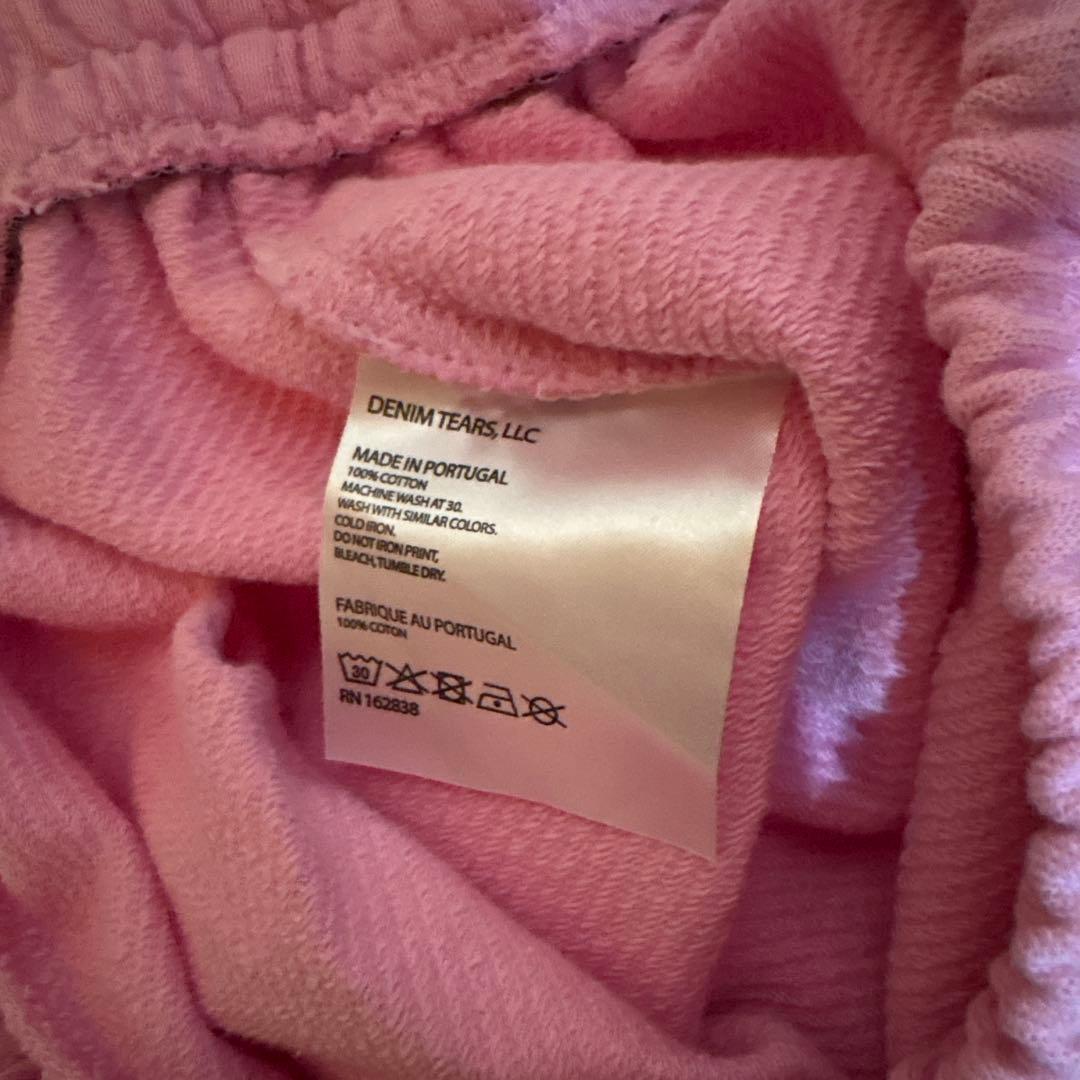 DENIM TEARS, LLC
MADE IN PORTUGAL
100% COTTON
MACHINE WASH AT 30.
WASH WITH SIMILAR COLORS.
COLD IRON.
DO NOT IRON PRINT,
BLEACH, TUMBLE DRY.
FABRIQUE AU PORTUGAL
100% COTON
30
RN 162838